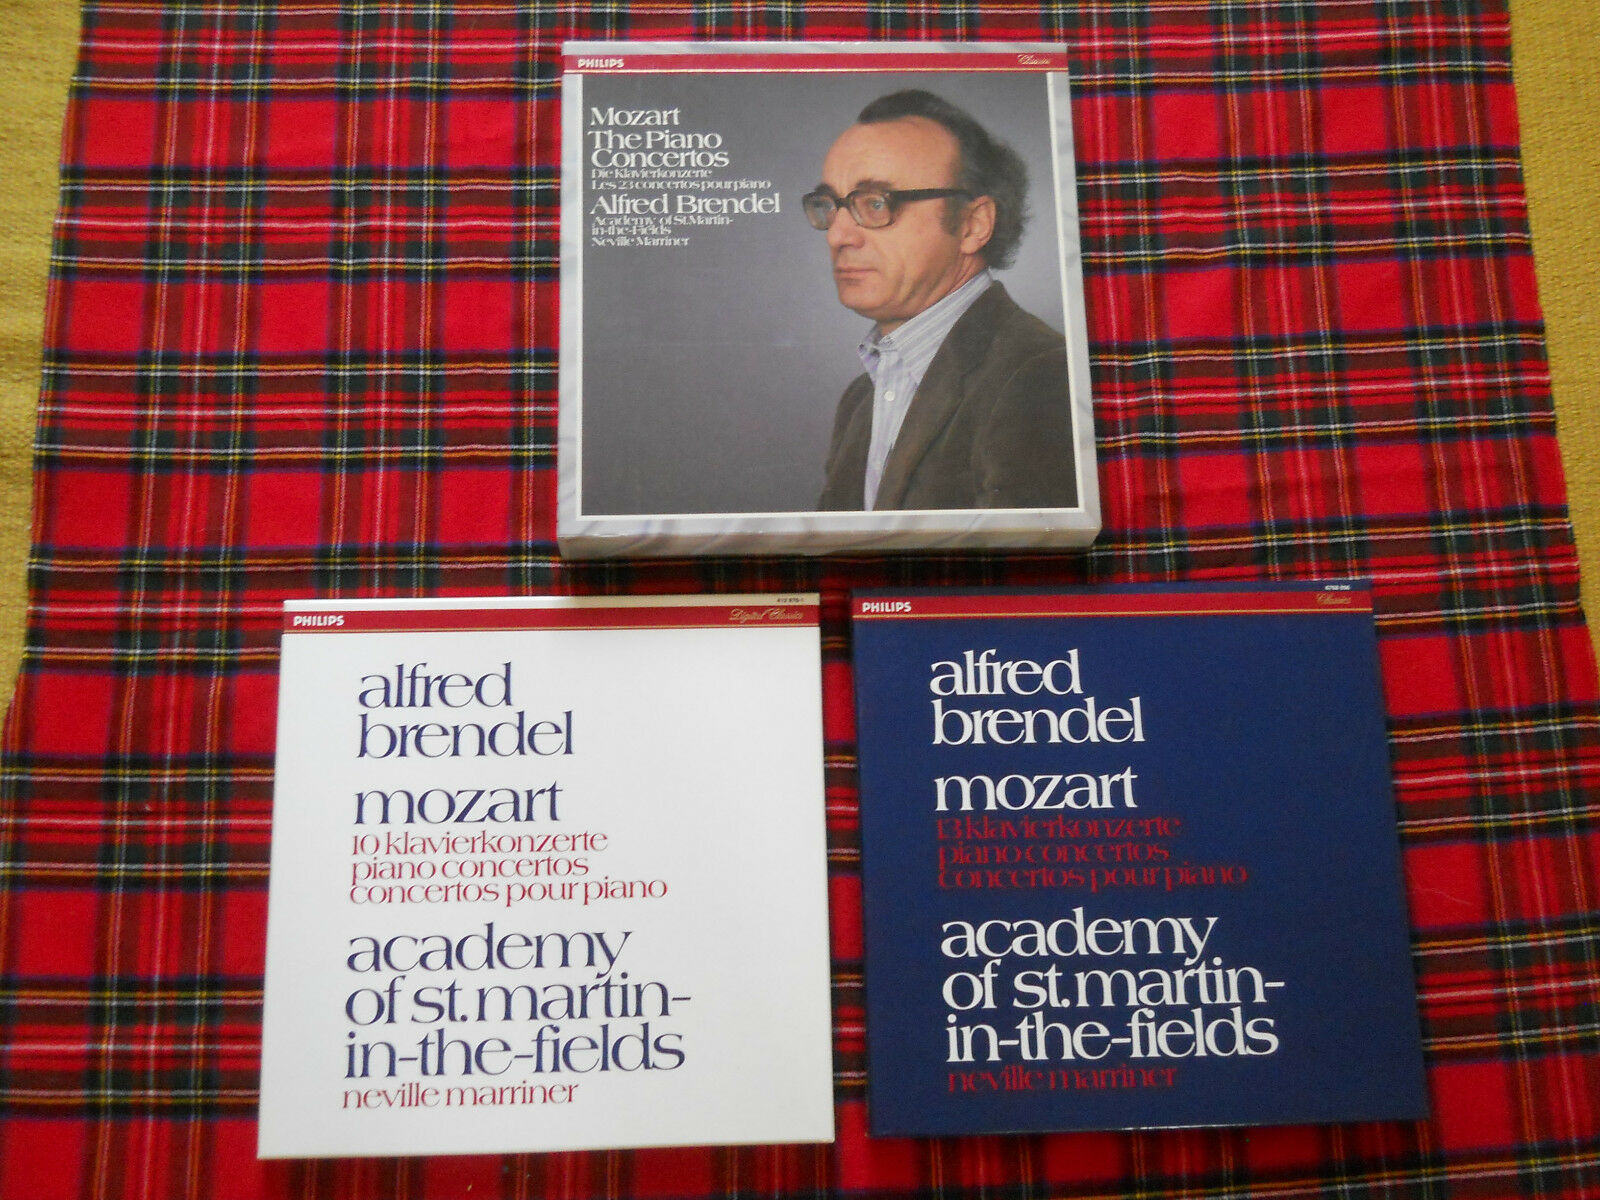 PHILIPS
Classics
Mozart
The Piano
Concertos
Die Klavierkonzerte
Les 23 concertos pour piano
Alfred Brendel
Academy of St. Martin-
in-the-Fields
Neville Marriner
PHILIPS
Digital Classics
alfred
brendel
mozart
10 klavierkonzerte
piano concertos
concertos pour piano
academy
of st. martin-
in-the-fields
neville marriner
PHILIPS
Classics
alfred
brendel
mozart
13 klavierkonzerte
piano concertos
concertos pour piano
academy
of st. martin-
in-the-fields
neville marriner